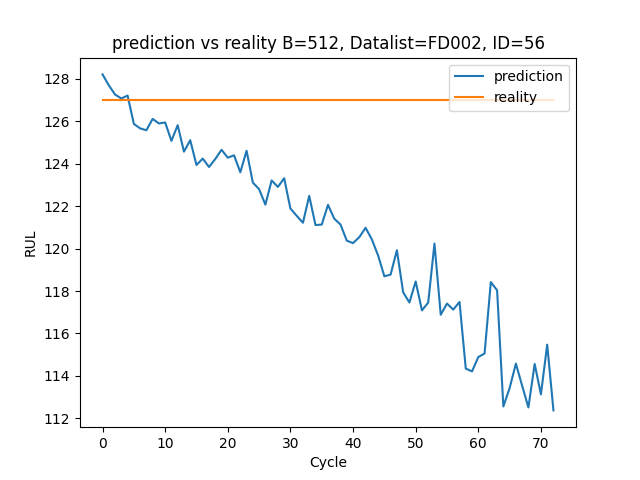 prediction vs reality B=512, Datalist=FD002, ID=56
prediction
reality
RUL
128
126
124
122
120
118
116
114
112
0 10 20 30 40 50 60 70
Cycle